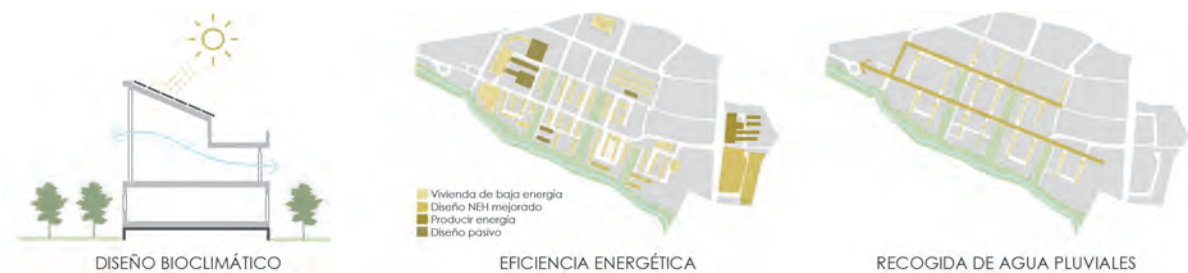 Vivienda de baja energía
Diseño NEH mejorado
Producir energía
Diseño pasivo
DISEÑO BIOCLIMÁTICO
EFICIENCIA ENERGÉTICA
RECOGIDA DE AGUA PLUVIALES